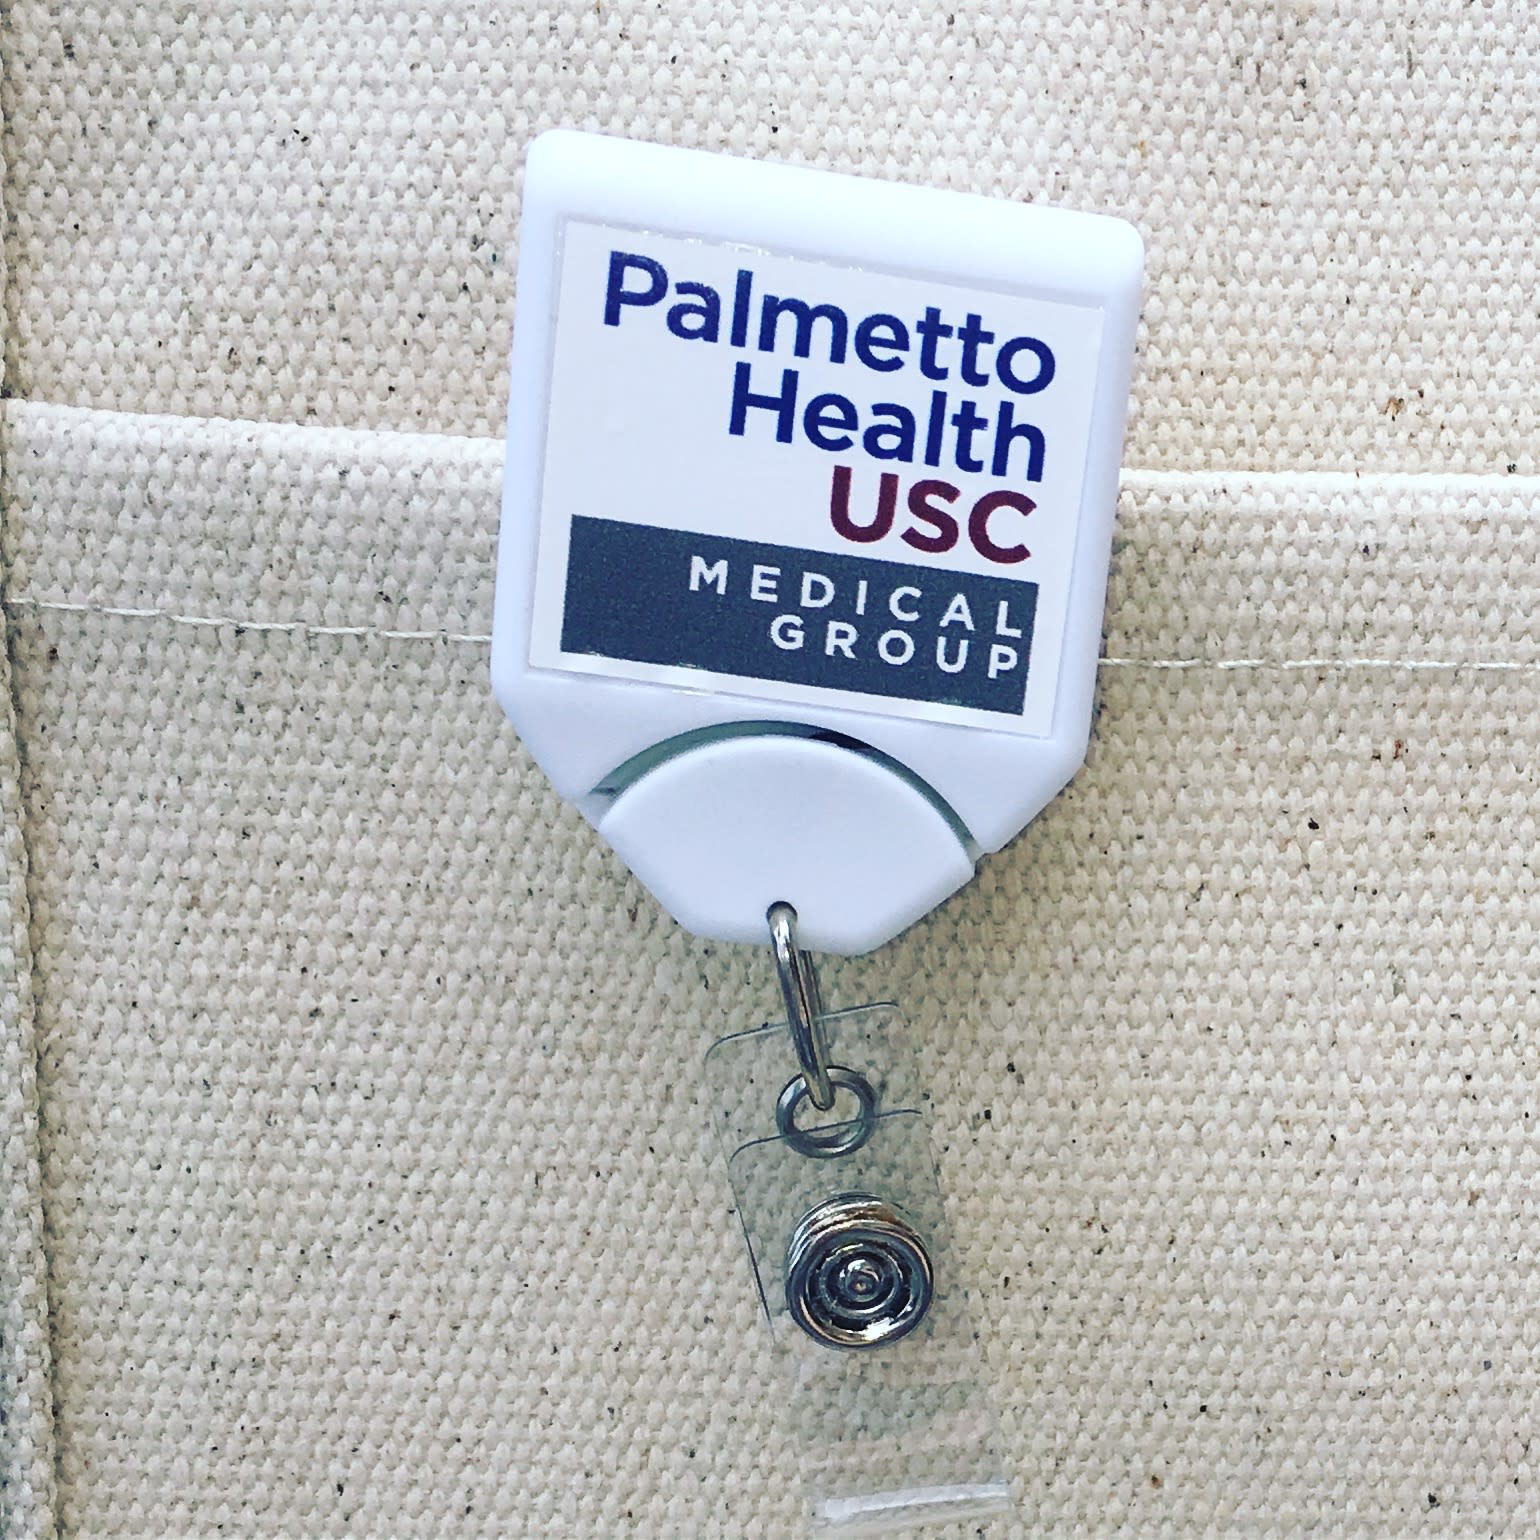 Palmetto
Health
USC
MEDICAL
GROUP